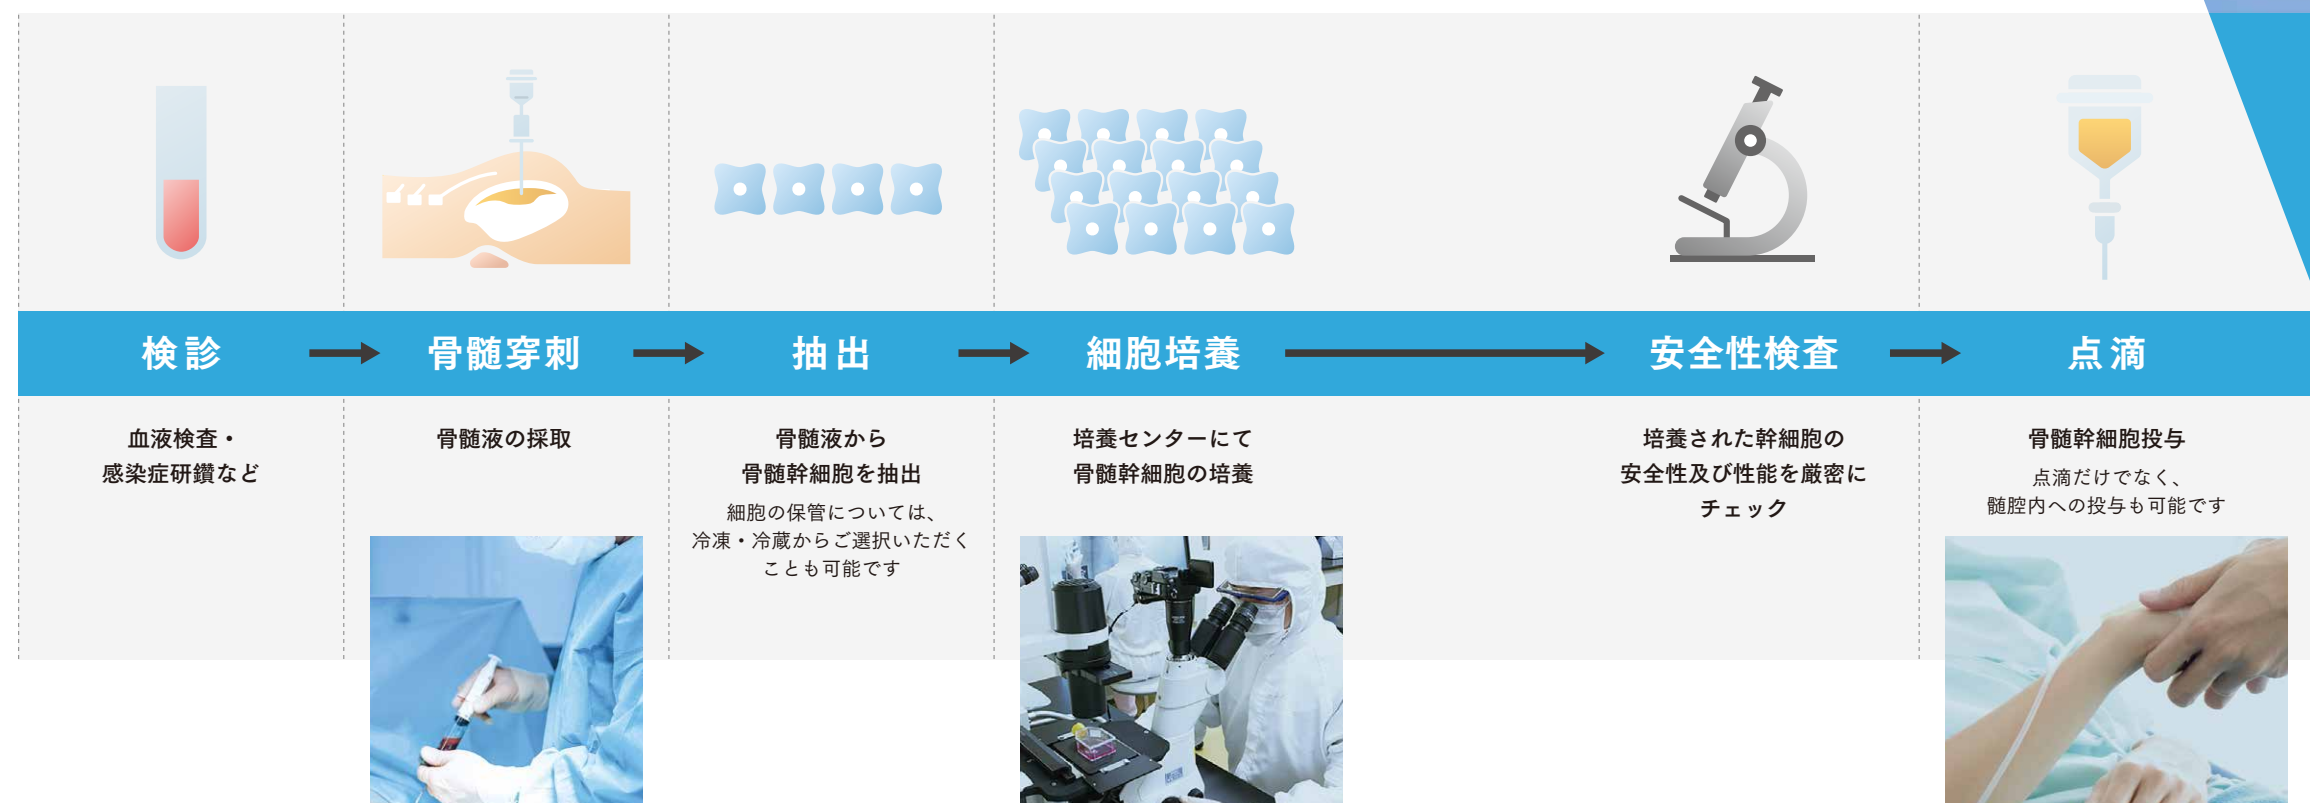 検診
骨髄穿刺
抽出
細胞培養
安全性検査
点滴
血液検査・
感染症研鑽など
骨髄液の採取
骨髄液から
骨髄幹細胞を抽出
細胞の保管については、
冷凍・冷蔵からご選択いただく
ことも可能です
培養センターにて
骨髄幹細胞の培養
培養された幹細胞の
安全性及び性能を厳密に
チェック
骨髄幹細胞投与
点滴だけでなく、
髄腔内への投与も可能です